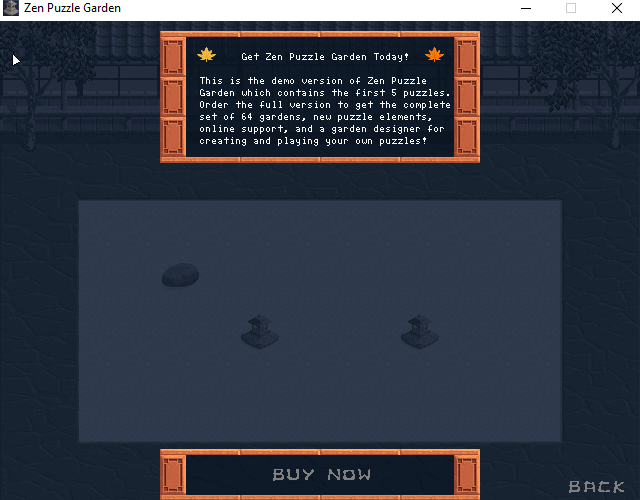 Zen Puzzle Garden
Get Zen Puzzle Garden Today!
This is the demo version of Zen Puzzle
Garden which contains the first 5 puzzles.
Order the full version to get the complete
set of 64 gardens, new puzzle elements,
online support, and a garden designer for
creating and playing your own puzzles!
BUY NOW
BACK